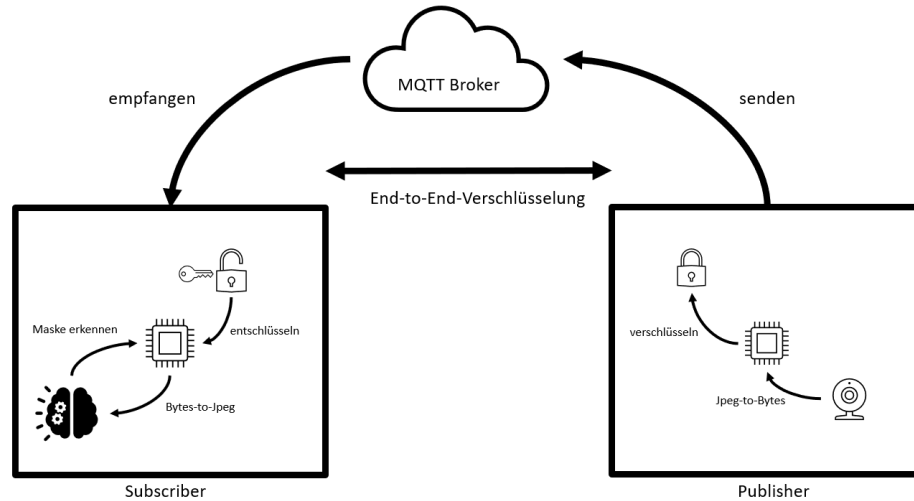 MQTT Broker
empfangen
senden
End-to-End-Verschlüsselung
Maske erkennen
entschlüsseln
Bytes-to-Jpeg
verschlüsseln
Jpeg-to-Bytes
Subscriber
Publisher